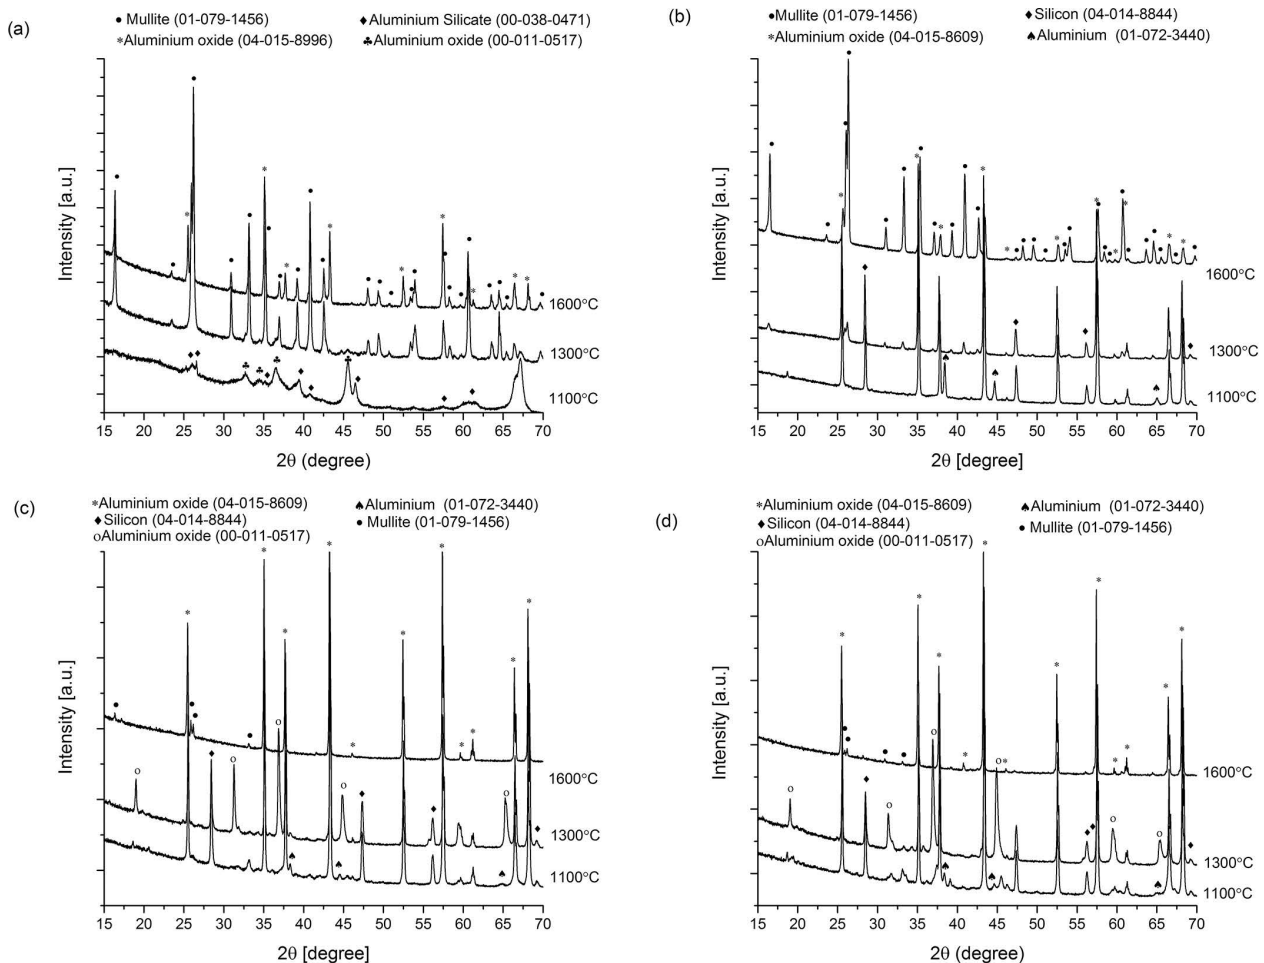 (a)
● Mullite (01-079-1456) ♦ Aluminium Silicate (00-038-0471)
*Aluminium oxide (04-015-8996) ♣Aluminium oxide (00-011-0517)
Intensity [a.u.]
1600°C
1300°C
1100°C
15 20 25 30 35 40 45 50 55 60 65 70
2θ (degree)
(b)
●Mullite (01-079-1456) ♦Silicon (04-014-8844)
*Aluminium oxide (04-015-8609) ♠Aluminium (01-072-3440)
Intensity [a.u.]
1600°C
1300°C
1100°C
15 20 25 30 35 40 45 50 55 60 65 70
2θ [degree]
(c)
*Aluminium oxide (04-015-8609) ♠Aluminium (01-072-3440)
♦Silicon (04-014-8844) ● Mullite (01-079-1456)
oAluminium oxide (00-011-0517)
Intensity [a.u.]
1600°C
1300°C
1100°C
15 20 25 30 35 40 45 50 55 60 65 70
2θ [degree]
(d)
*Aluminium oxide (04-015-8609) ♠Aluminium (01-072-3440)
♦Silicon (04-014-8844) ● Mullite (01-079-1456)
oAluminium oxide (00-011-0517)
Intensity [a.u.]
1600°C
1300°C
1100°C
15 20 25 30 35 40 45 50 55 60 65 70
2θ (degree)